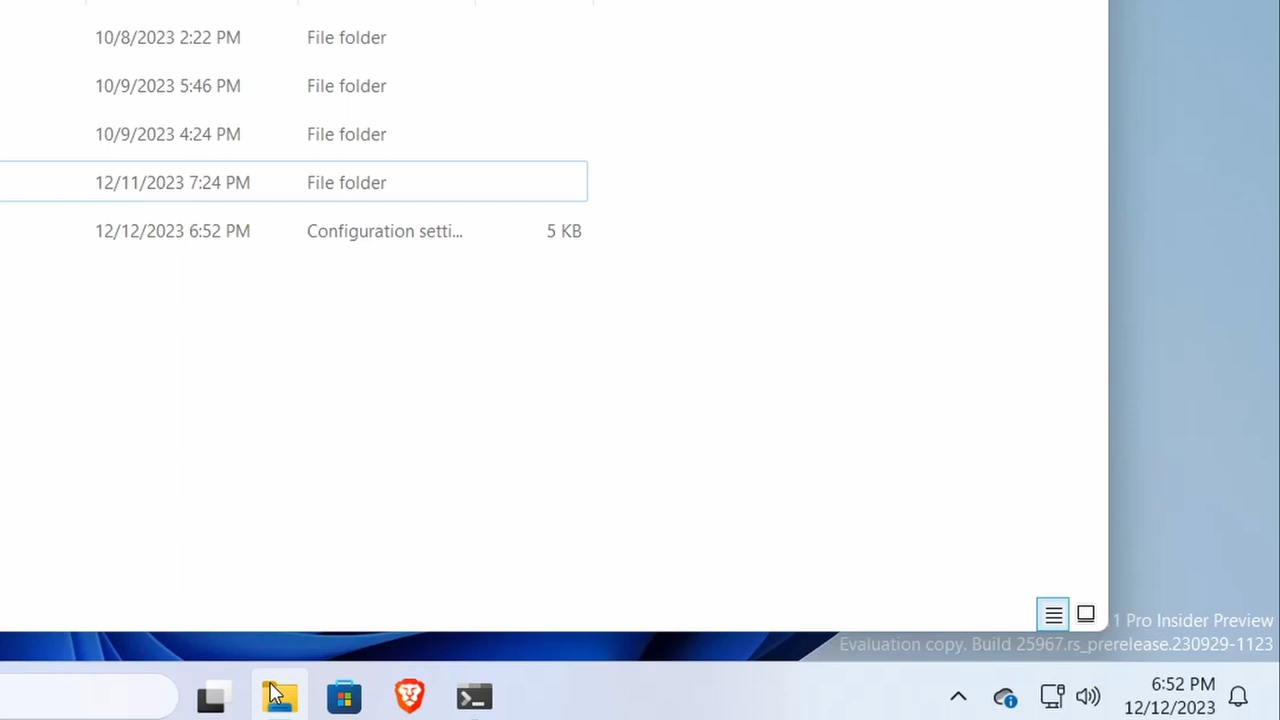 10/8/2023 2:22 PM File folder
10/9/2023 5:46 PM File folder
10/9/2023 4:24 PM File folder
12/11/2023 7:24 PM File folder
12/12/2023 6:52 PM Configuration setti... 5 KB
1 Pro Insider Preview
Evaluation copy. Build 25967.rs_prerelease.230929-1123
6:52 PM
12/12/2023